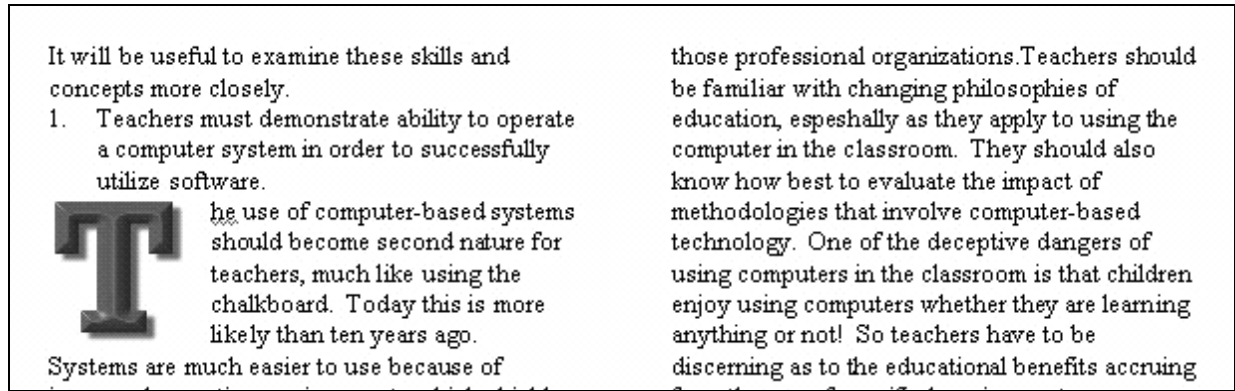 It will be useful to examine these skills and
concepts more closely.
1. Teachers must demonstrate ability to operate
a computer system in order to successfully
utilize software.
The use of computer-based systems
should become second nature for
teachers, much like using the
chalkboard. Today this is more
likely than ten years ago.
Systems are much easier to use because of
those professional organizations.Teachers should
be familiar with changing philosophies of
education, espeshally as they apply to using the
computer in the classroom. They should also
know how best to evaluate the impact of
methodologies that involve computer-based
technology. One of the deceptive dangers of
using computers in the classroom is that children
enjoy using computers whether they are learning
anything or not! So teachers have to be
discerning as to the educational benefits accruing